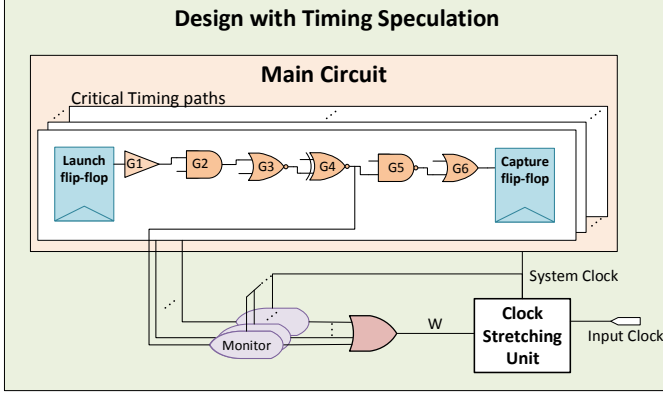 Design with Timing Speculation
Main Circuit
Critical Timing paths
Launch
flip-flop
G1
G2
G3
G4
G5
G6
Capture
flip-flop
System Clock
Monitor
W
Clock
Stretching
Unit
Input Clock